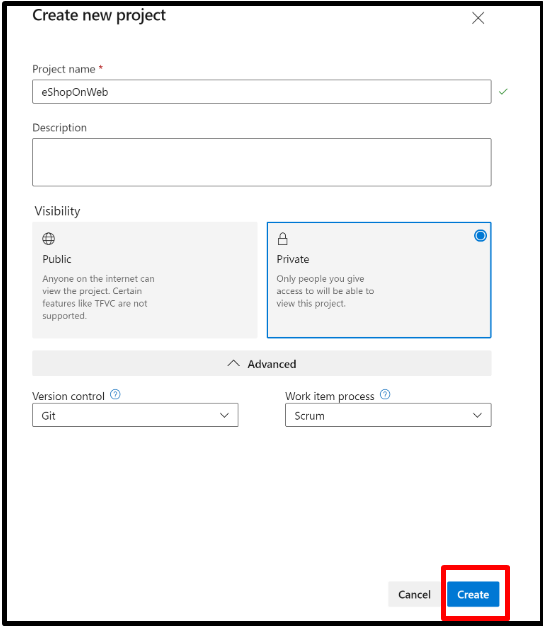 Create new project
Project name *
eShopOnWeb
Description
Visibility
Public
Anyone on the internet can
view the project. Certain
features like TFVC are not
supported.
Private
Only people you give
access to will be able to
view this project.
Advanced
Version control
Git
Work item process
Scrum
Cancel
Create